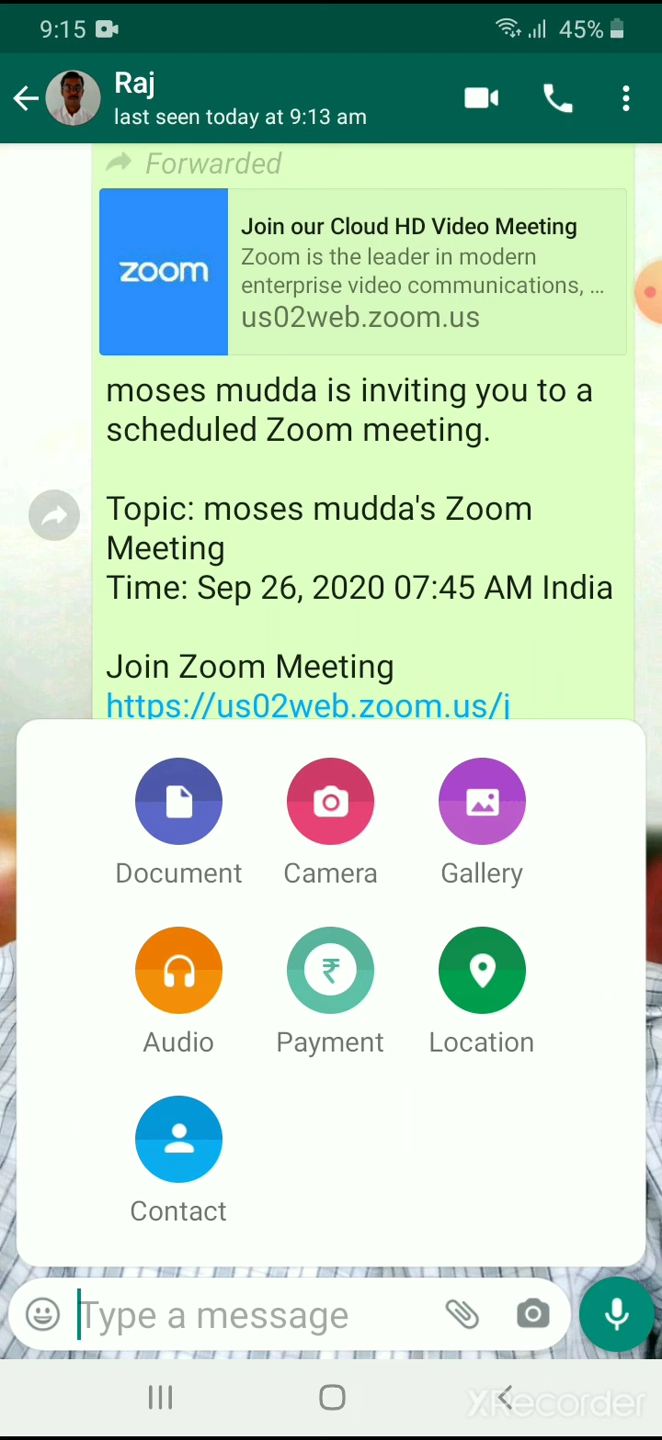 9:15 45%
Raj
last seen today at 9:13 am
Forwarded
zoom
Join our Cloud HD Video Meeting
Zoom is the leader in modern
enterprise video communications, ...
us02web.zoom.us
moses mudda is inviting you to a
scheduled Zoom meeting.
Topic: moses mudda's Zoom
Meeting
Time: Sep 26, 2020 07:45 AM India
Join Zoom Meeting
https://us02web.zoom.us/j
Document Camera Gallery
₹
Audio Payment Location
Contact
Type a message
XRecorder